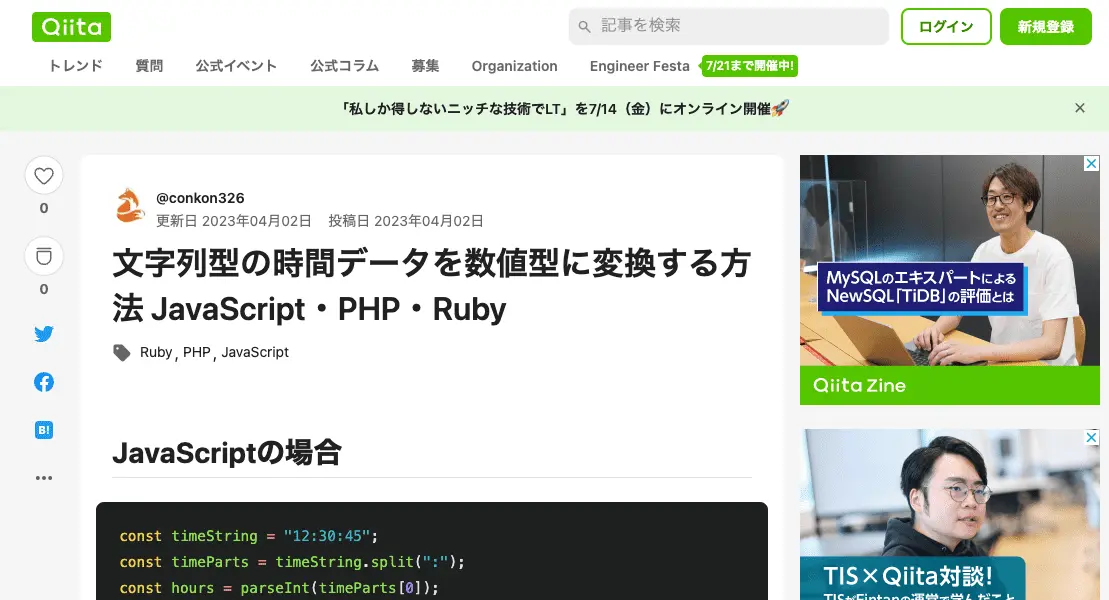 Qiita
記事を検索
ログイン
新規登録
トレンド 質問 公式イベント 公式コラム 募集 Organization Engineer Festa 7/21まで開催中!
「私しか得しないニッチな技術でLT」を7/14（金）にオンライン開催🚀
0
0
B!
@conkon326
更新日 2023年04月02日 投稿日 2023年04月02日
文字列型の時間データを数値型に変換する方
法 JavaScript・PHP・Ruby
Ruby, PHP, JavaScript
JavaScriptの場合
const timeString = "12:30:45";
const timeParts = timeString.split(":");
const hours = parseInt(timeParts[0]);
MySQLのエキスパートによる
NewSQL「TiDB」の評価とは
Qiita Zine
TIS×Qiita対談!
TISがFintanの運営で学んだこと